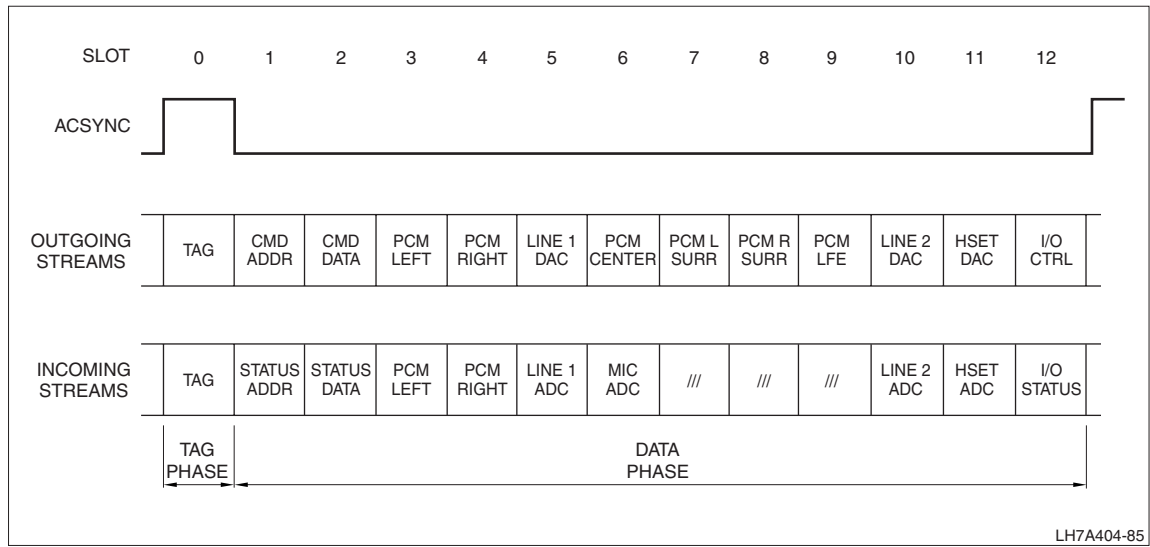 SLOT 0 1 2 3 4 5 6 7 8 9 10 11 12
ACSYNC
OUTGOING STREAMS
TAG
CMD ADDR
CMD DATA
PCM LEFT
PCM RIGHT
LINE 1 DAC
PCM CENTER
PCM L SURR
PCM R SURR
PCM LFE
LINE 2 DAC
HSET DAC
I/O CTRL
INCOMING STREAMS
TAG
STATUS ADDR
STATUS DATA
PCM LEFT
PCM RIGHT
LINE 1 ADC
MIC ADC
///
///
///
LINE 2 ADC
HSET ADC
I/O STATUS
TAG PHASE
DATA PHASE
LH7A404-85